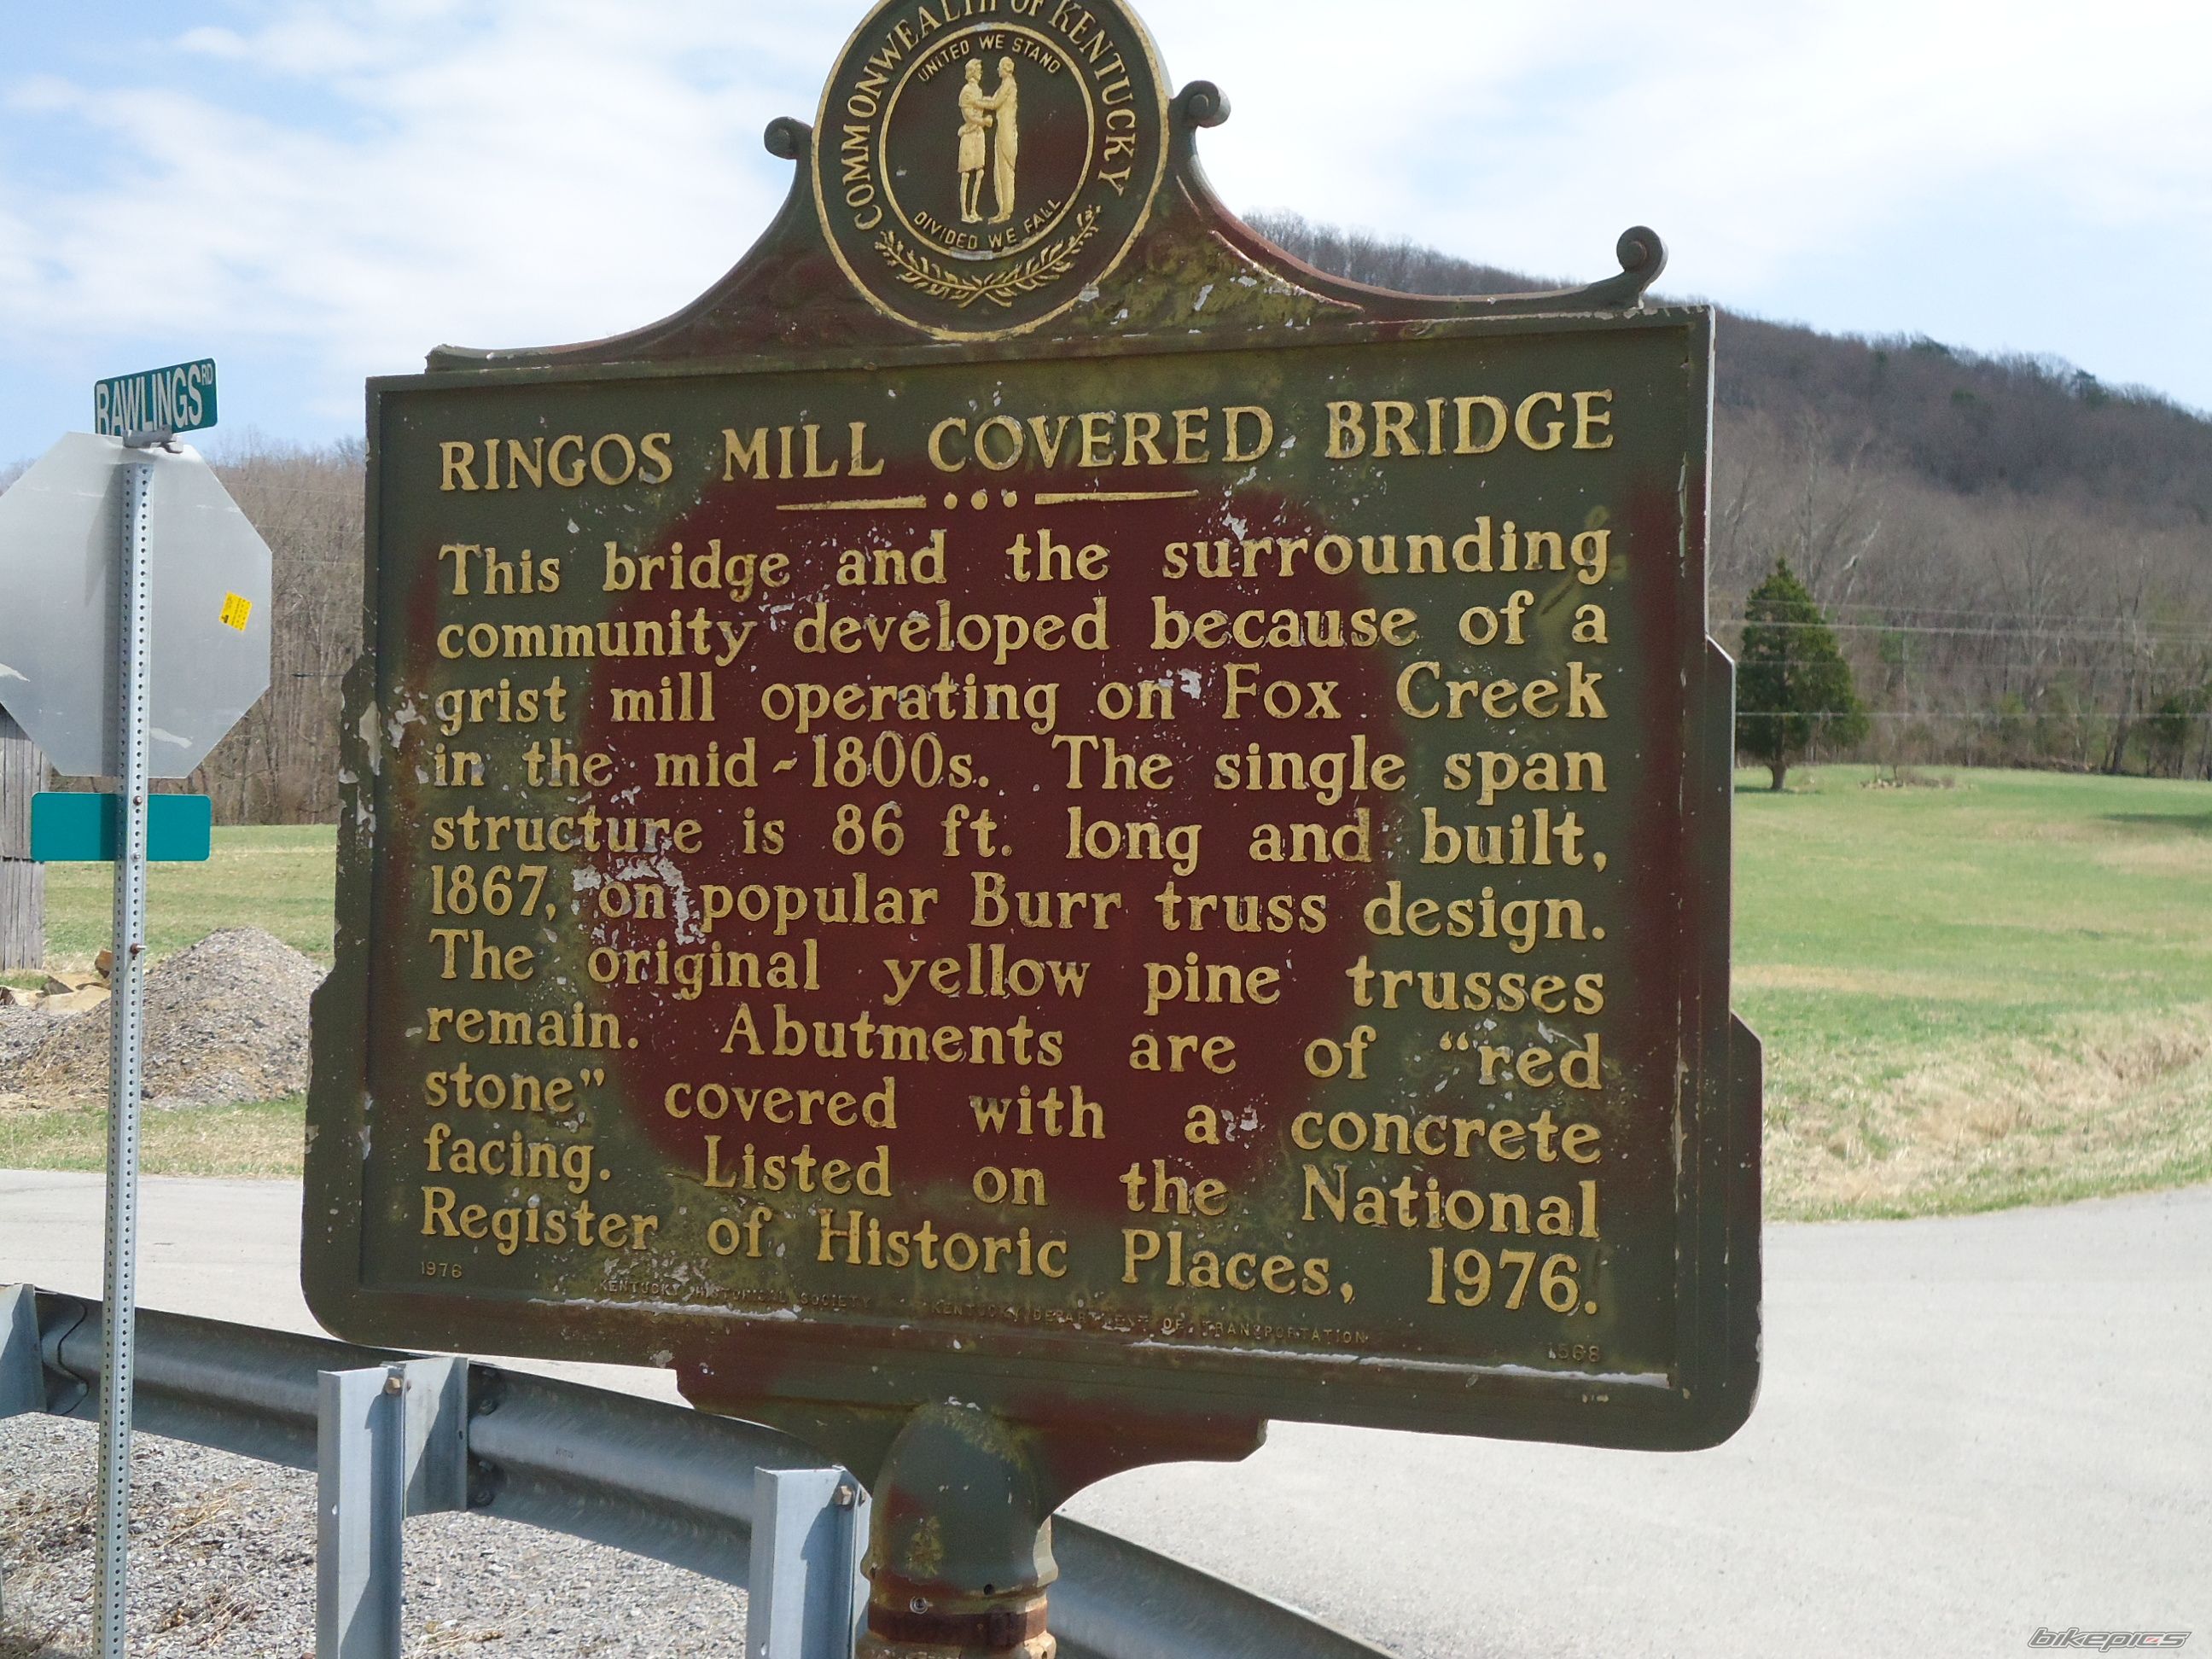 COMMONWEALTH OF KENTUCKY
UNITED WE STAND
DIVIDED WE FALL
RAWLINGS RD
RINGOS MILL COVERED BRIDGE
This bridge and the surrounding
community developed because of a
grist mill operating on Fox Creek
in the mid-1800s. The single span
structure is 86 ft. long and built,
1867, on popular Burr truss design.
The original yellow pine trusses
remain. Abutments are of "red
stone" covered with a concrete
facing. Listed on the National
Register of Historic Places, 1976.
1976
KENTUCKY HISTORICAL SOCIETY KENTUCKY DEPARTMENT OF TRANSPORTATION
1568
bikepics